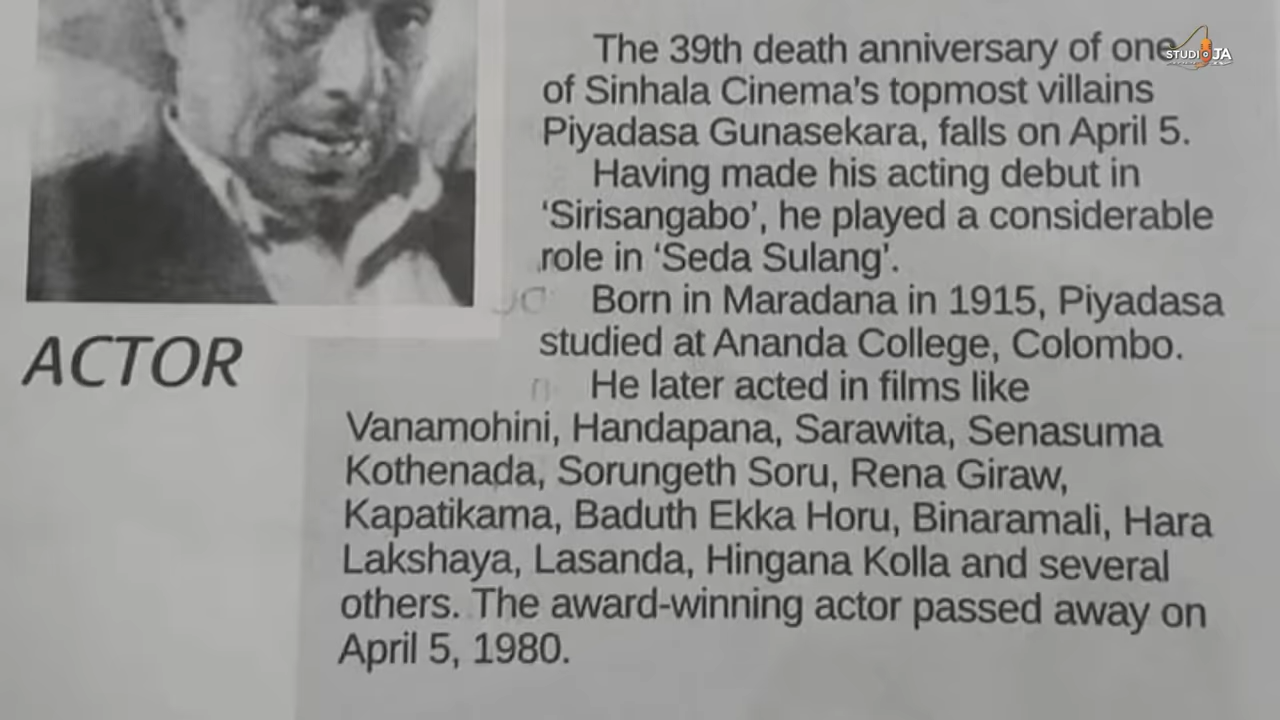 STUDIO JA
The 39th death anniversary of one
of Sinhala Cinema's topmost villains
Piyadasa Gunasekara, falls on April 5.
Having made his acting debut in
‘Sirisangabo’, he played a considerable
role in ‘Seda Sulang’.
Born in Maradana in 1915, Piyadasa
studied at Ananda College, Colombo.
He later acted in films like
Vanamohini, Handapana, Sarawita, Senasuma
Kothenada, Sorungeth Soru, Rena Giraw,
Kapatikama, Baduth Ekka Horu, Binaramali, Hara
Lakshaya, Lasanda, Hingana Kolla and several
others. The award-winning actor passed away on
April 5, 1980.
ACTOR